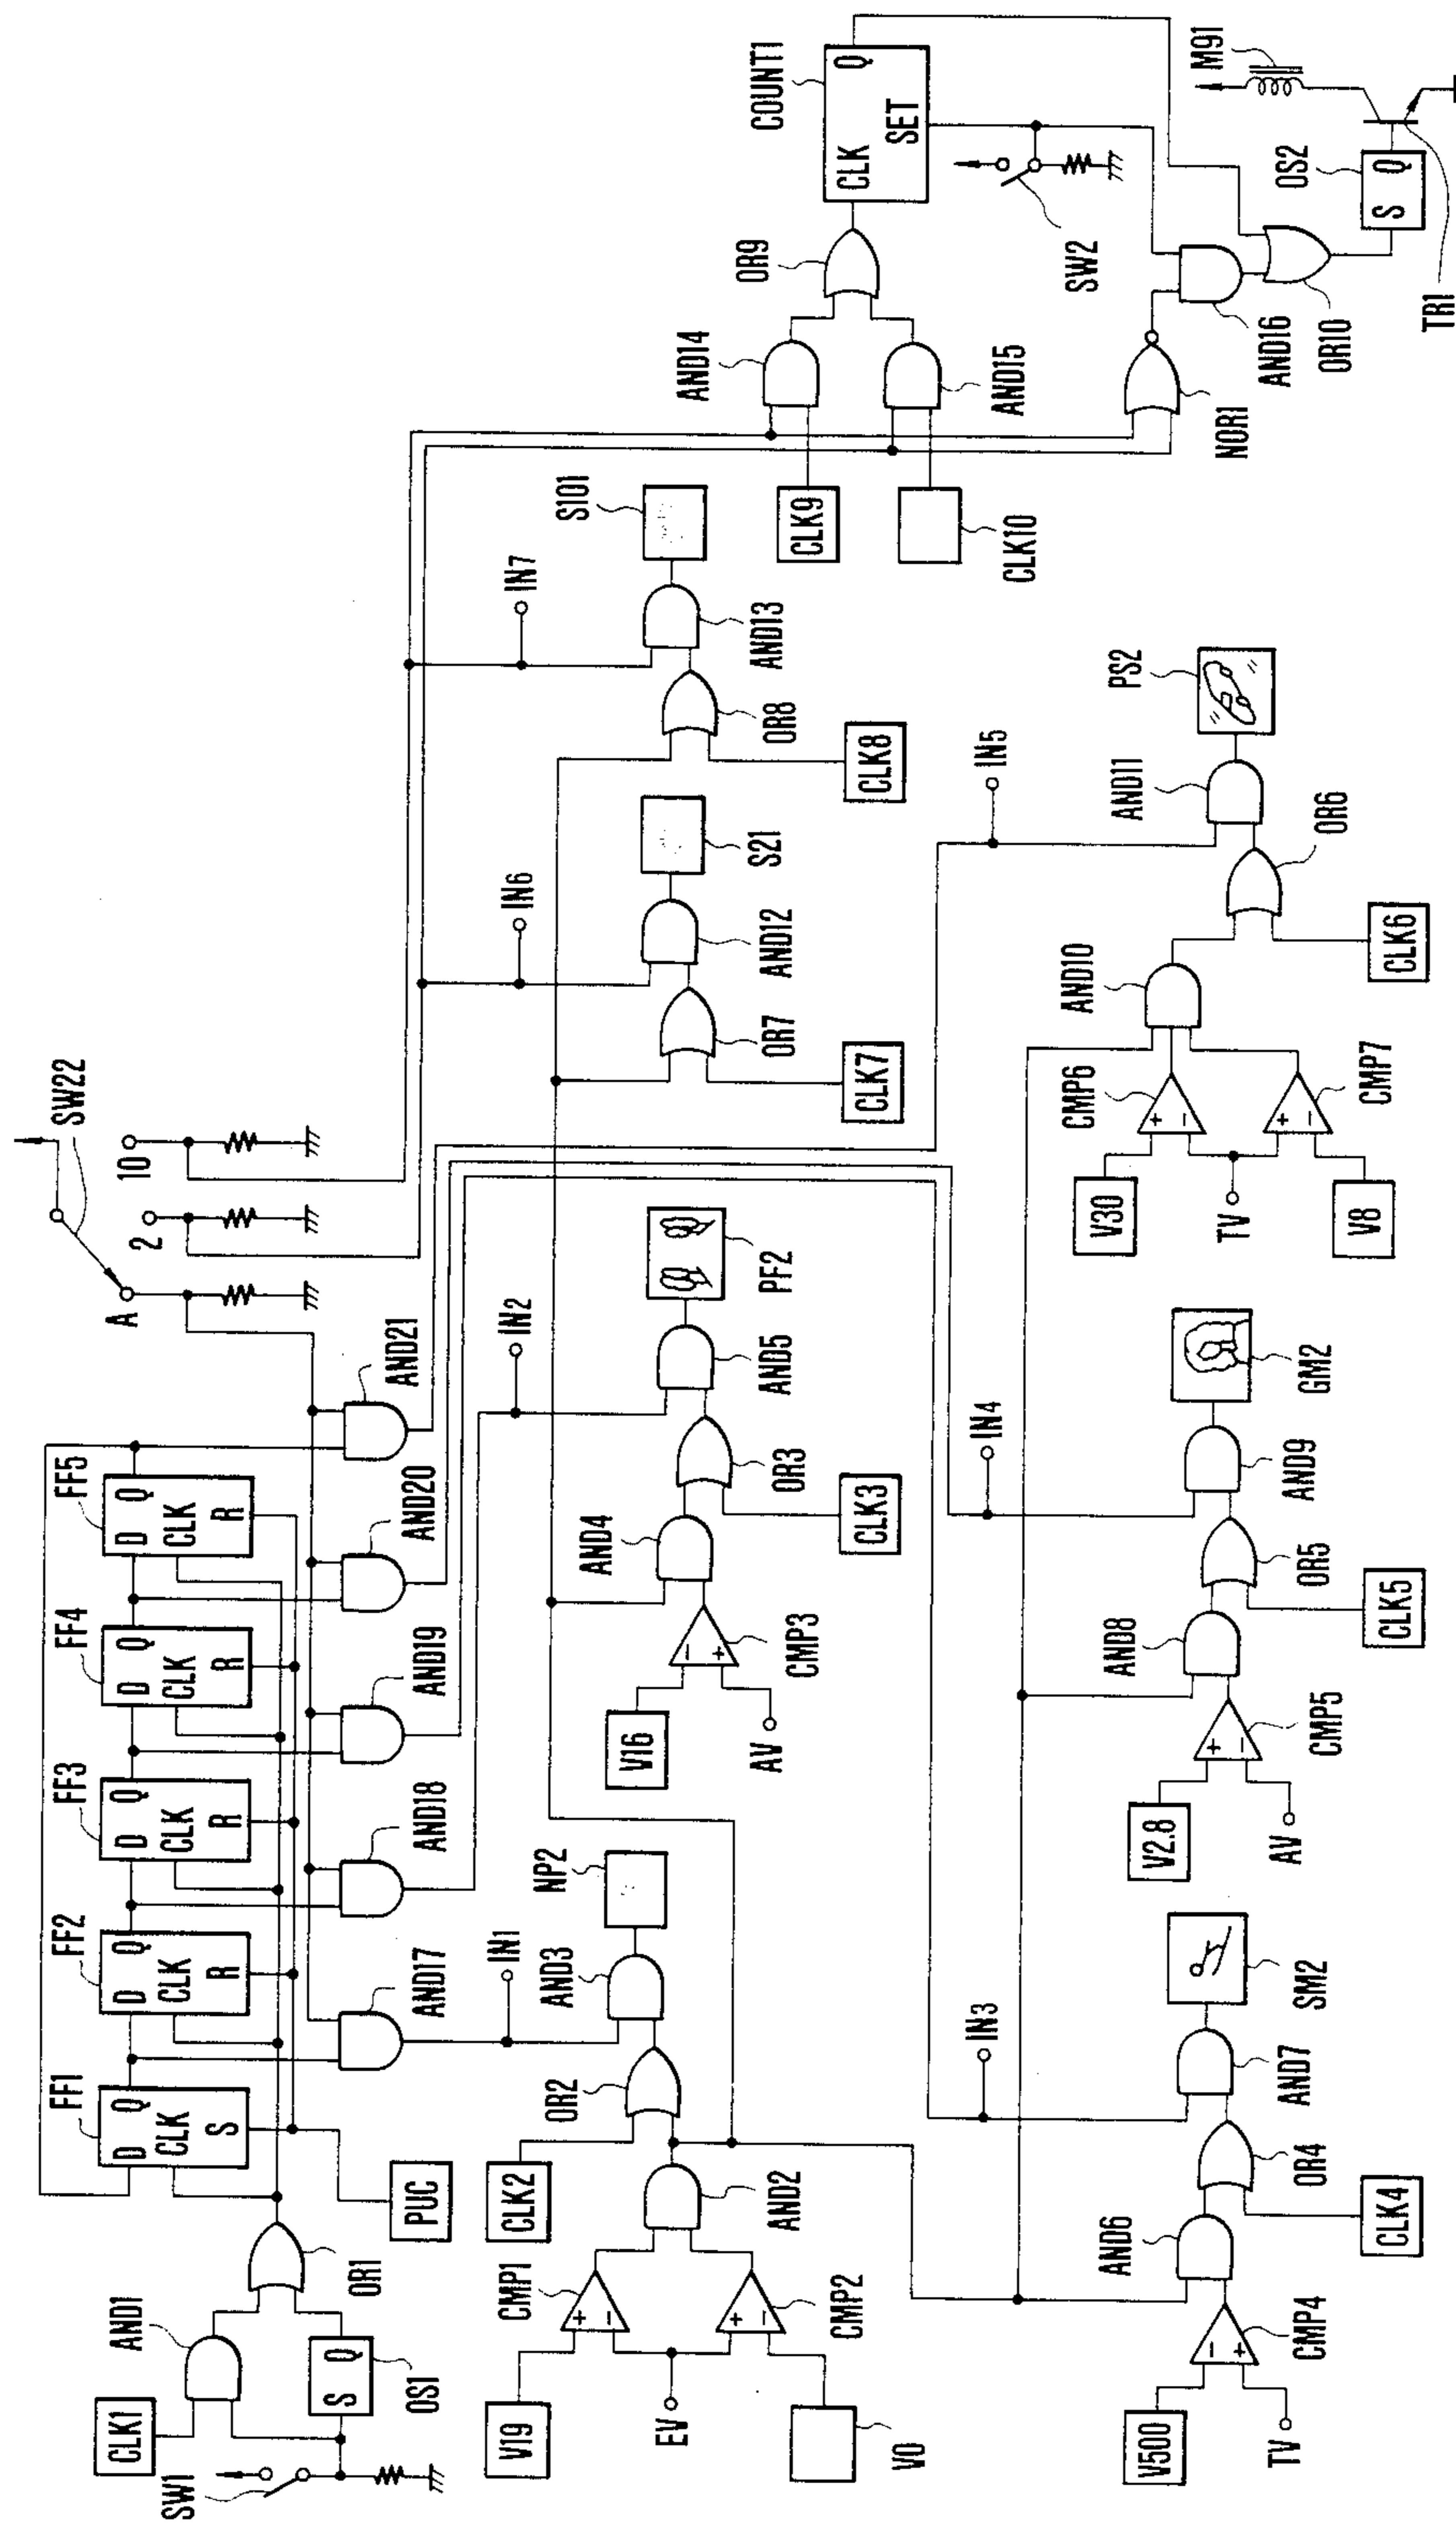 SW22
A
2
10
FF1
D Q
CLK
S
FF2
D Q
CLK
R
FF3
D Q
CLK
R
FF4
D Q
CLK
R
FF5
D Q
CLK
R
SW1
CLK1
AND1
OS1
S Q
OR1
PUC
AND17
AND18
AND19
AND20
AND21
V19
EV
V0
CMP1
+
−
CMP2
+
−
CLK2
AND2
OR2
IN1
AND3
NP2
V16
AV
CMP3
−
+
AND4
CLK3
OR3
IN2
AND5
PF2
CLK7
OR7
IN6
AND12
S21
CLK8
OR8
IN7
AND13
S101
CLK9
CLK10
AND14
AND15
OR9
COUNT1
CLK
Q
SET
SW2
NOR1
AND16
OR10
OS2
S Q
TR1
M91
V500
TV
CMP4
−
+
AND6
CLK4
OR4
IN3
AND7
SM2
V2.8
AV
CMP5
+
−
AND8
CLK5
OR5
IN4
AND9
GM2
V30
TV
V8
CMP6
+
−
CMP7
+
−
AND10
CLK6
OR6
IN5
AND11
PS2